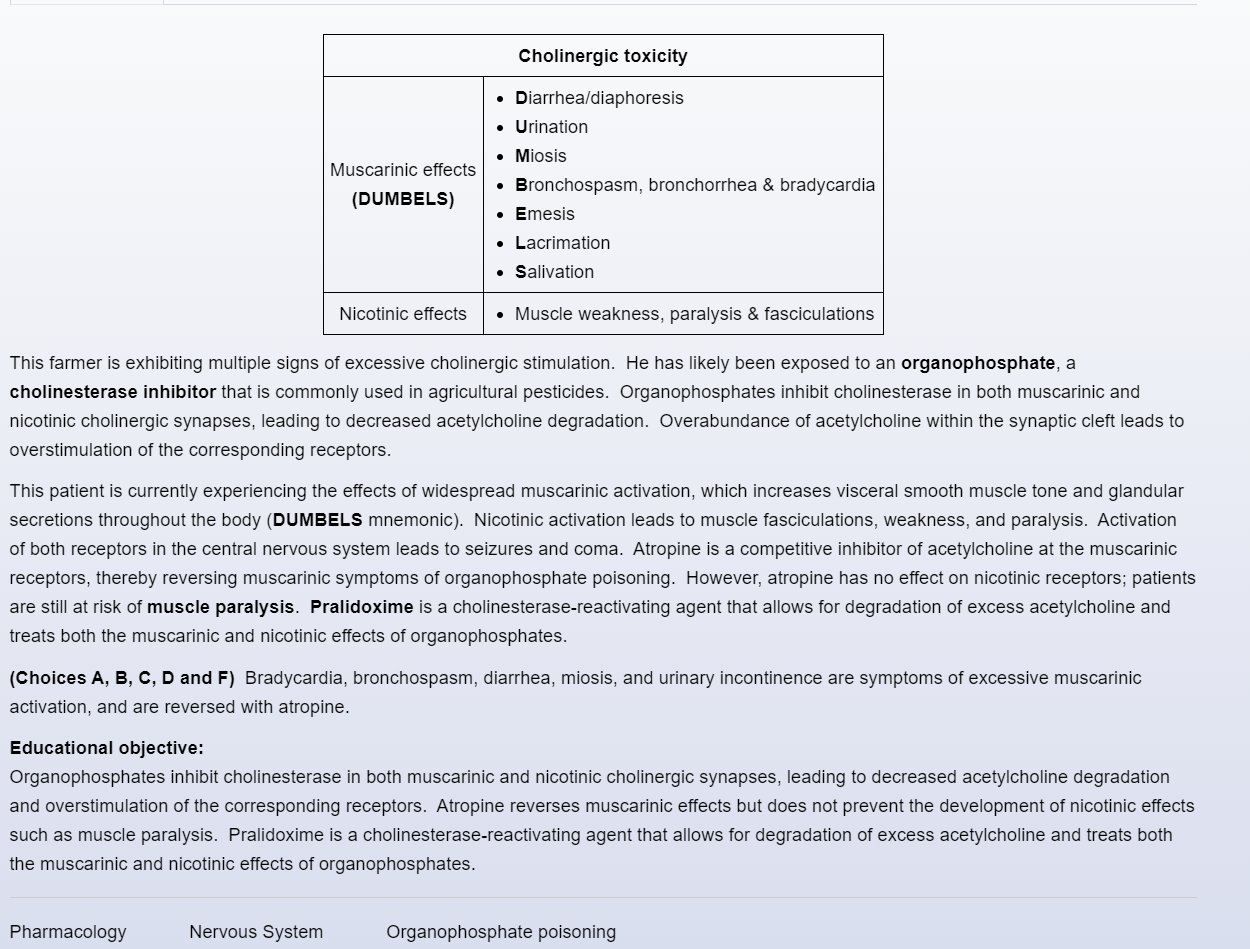 Cholinergic toxicity
Muscarinic effects
(DUMBELS)
• Diarrhea/diaphoresis
• Urination
• Miosis
• Bronchospasm, bronchorrhea & bradycardia
• Emesis
• Lacrimation
• Salivation
Nicotinic effects
• Muscle weakness, paralysis & fasciculations
This farmer is exhibiting multiple signs of excessive cholinergic stimulation.  He has likely been exposed to an organophosphate, a
cholinesterase inhibitor that is commonly used in agricultural pesticides.  Organophosphates inhibit cholinesterase in both muscarinic and
nicotinic cholinergic synapses, leading to decreased acetylcholine degradation.  Overabundance of acetylcholine within the synaptic cleft leads to
overstimulation of the corresponding receptors.
This patient is currently experiencing the effects of widespread muscarinic activation, which increases visceral smooth muscle tone and glandular
secretions throughout the body (DUMBELS mnemonic).  Nicotinic activation leads to muscle fasciculations, weakness, and paralysis.  Activation
of both receptors in the central nervous system leads to seizures and coma.  Atropine is a competitive inhibitor of acetylcholine at the muscarinic
receptors, thereby reversing muscarinic symptoms of organophosphate poisoning.  However, atropine has no effect on nicotinic receptors; patients
are still at risk of muscle paralysis.  Pralidoxime is a cholinesterase-reactivating agent that allows for degradation of excess acetylcholine and
treats both the muscarinic and nicotinic effects of organophosphates.
(Choices A, B, C, D and F)  Bradycardia, bronchospasm, diarrhea, miosis, and urinary incontinence are symptoms of excessive muscarinic
activation, and are reversed with atropine.
Educational objective:
Organophosphates inhibit cholinesterase in both muscarinic and nicotinic cholinergic synapses, leading to decreased acetylcholine degradation
and overstimulation of the corresponding receptors.  Atropine reverses muscarinic effects but does not prevent the development of nicotinic effects
such as muscle paralysis.  Pralidoxime is a cholinesterase-reactivating agent that allows for degradation of excess acetylcholine and treats both
the muscarinic and nicotinic effects of organophosphates.
Pharmacology Nervous System Organophosphate poisoning